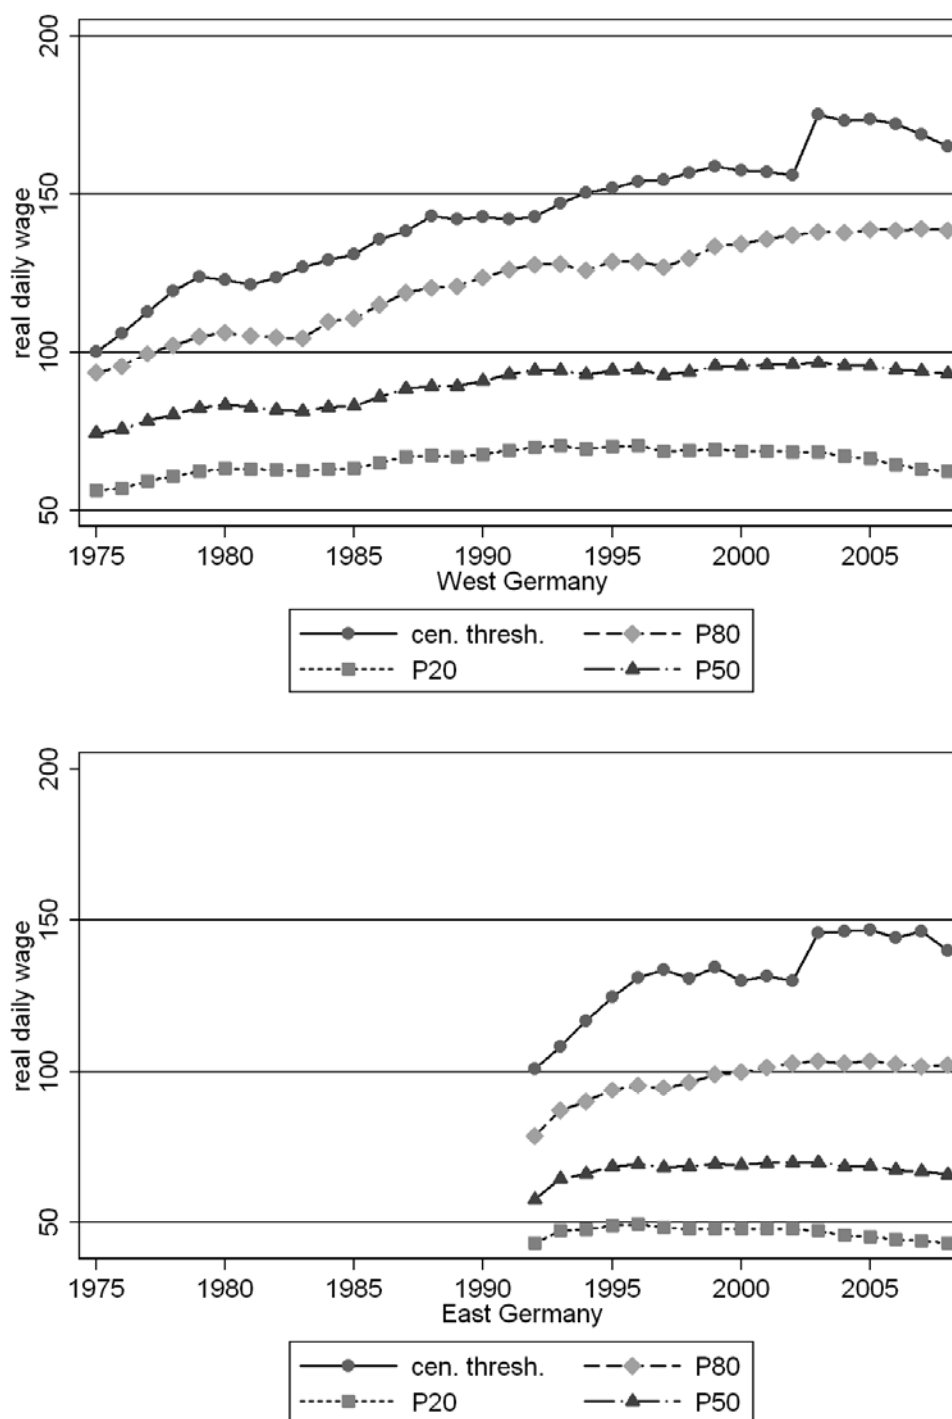 200
150
100
50
real daily wage
1975 1980 1985 1990 1995 2000 2005
West Germany
cen. thresh. P80
P20 P50
200
150
100
50
real daily wage
1975 1980 1985 1990 1995 2000 2005
East Germany
cen. thresh. P80
P20 P50